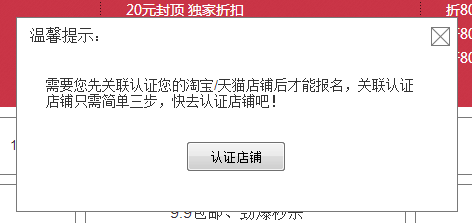 20元封顶 独家折扣
折80
温馨提示：
需要您先关联认证您的淘宝/天猫店铺后才能报名，关联认证
店铺只需简单三步，快去认证店铺吧！
认证店铺